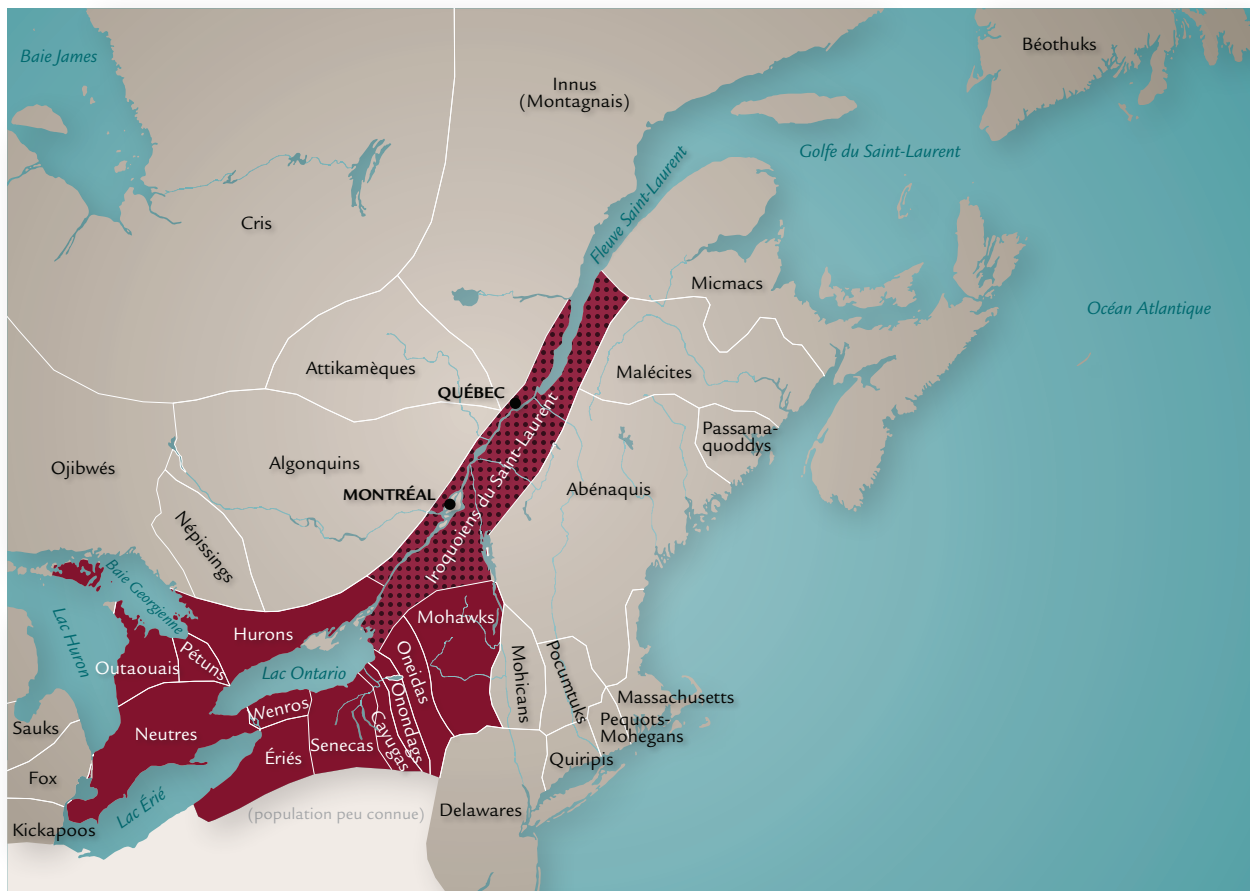 Baie James
Béothuks
Innus
(Montagnais)
Golfe du Saint-Laurent
Fleuve Saint-Laurent
Cris
Micmacs
Océan Atlantique
Attikamèques
Malécites
QUÉBEC
Passama-
quoddys
Iroquoiens du Saint-Laurent
Ojibwés
Algonquins
Abénaquis
MONTRÉAL
Népissings
Baie Georgienne
Lac Huron
Hurons
Mohawks
Outaouais
Pétuns
Lac Ontario
Oneidas
Mohicans
Pocumtuks
Massachusetts
Wenros
Onondags
Cayugas
Pequots-
Mohegans
Sauks
Neutres
Senecas
Ériés
Quiripis
Fox
Lac Érié
(population peu connue)
Delawares
Kickapoos